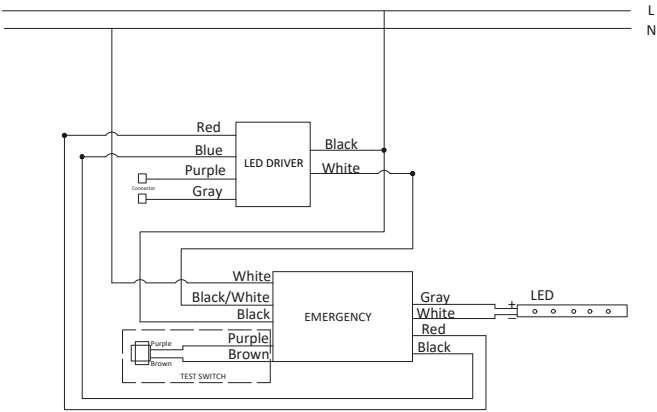 L
N
Red
Blue
Purple
Gray
Connector
LED DRIVER
Black
White
White
Black/White
Black
Purple
Brown
Purple
Brown
TEST SWITCH
EMERGENCY
Gray
White
Red
Black
+
–
LED